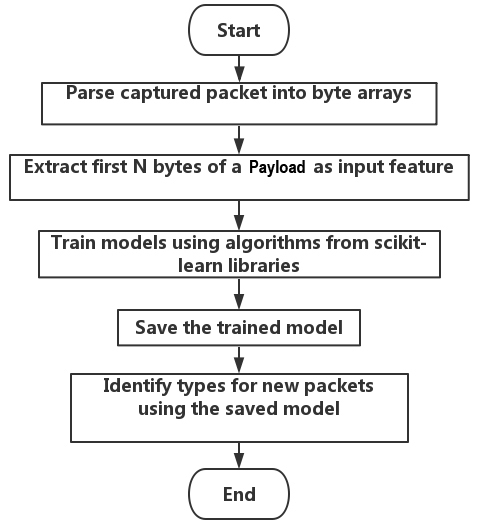 Start
Parse captured packet into byte arrays
Extract first N bytes of a Payload as input feature
Train models using algorithms from scikit-
learn libraries
Save the trained model
Identify types for new packets
using the saved model
End